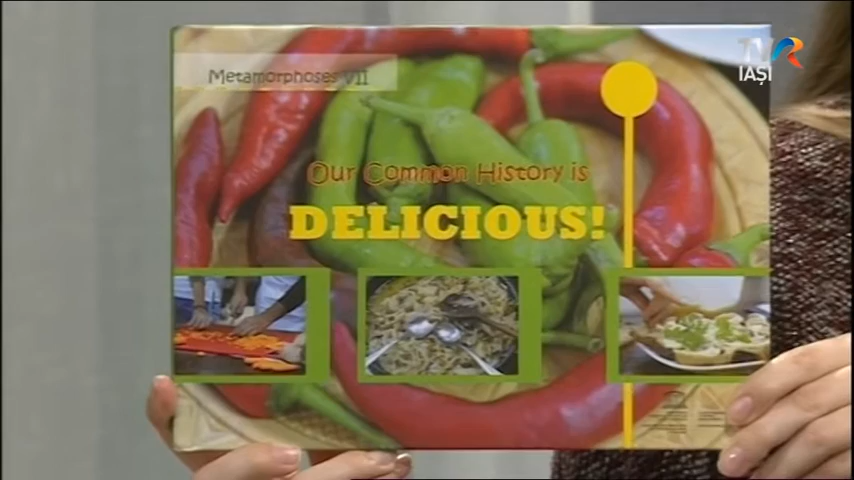 TVR
IAȘI
Metamorphoses VII
Our Common History is
DELICIOUS!